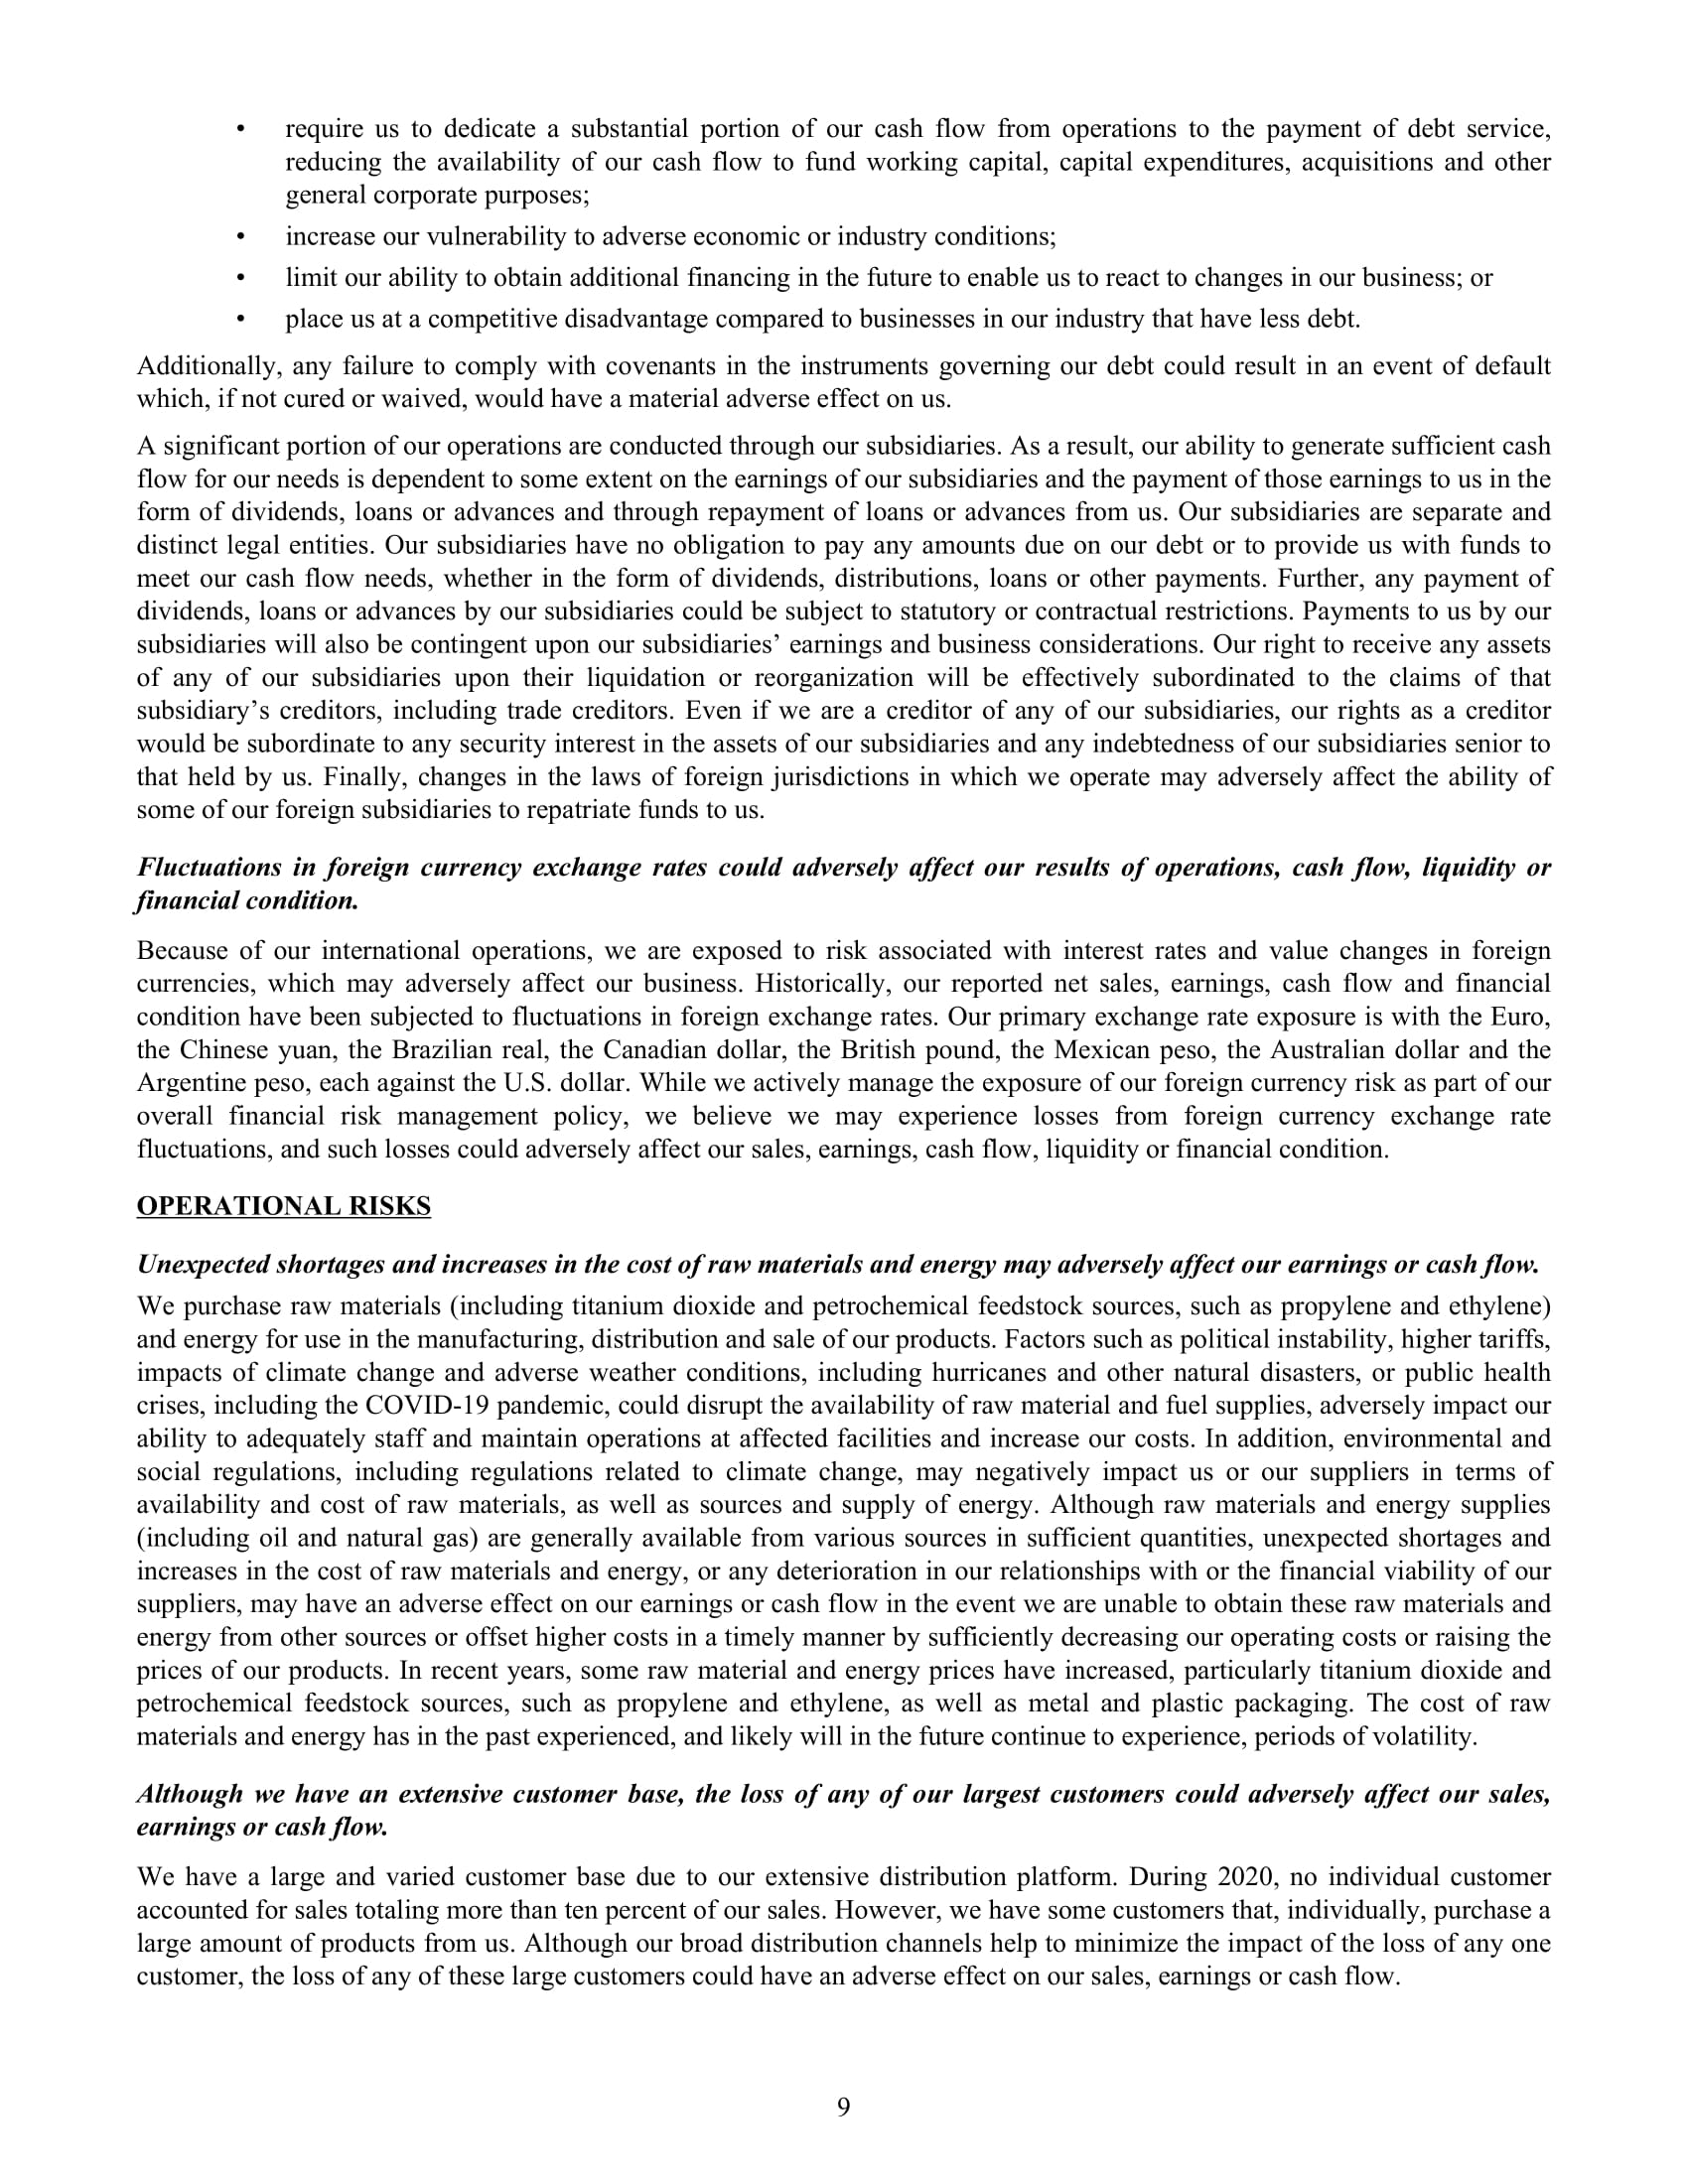 • require us to dedicate a substantial portion of our cash flow from operations to the payment of debt service,
reducing the availability of our cash flow to fund working capital, capital expenditures, acquisitions and other
general corporate purposes;
• increase our vulnerability to adverse economic or industry conditions;
• limit our ability to obtain additional financing in the future to enable us to react to changes in our business; or
• place us at a competitive disadvantage compared to businesses in our industry that have less debt.
Additionally, any failure to comply with covenants in the instruments governing our debt could result in an event of default
which, if not cured or waived, would have a material adverse effect on us.
A significant portion of our operations are conducted through our subsidiaries. As a result, our ability to generate sufficient cash
flow for our needs is dependent to some extent on the earnings of our subsidiaries and the payment of those earnings to us in the
form of dividends, loans or advances and through repayment of loans or advances from us. Our subsidiaries are separate and
distinct legal entities. Our subsidiaries have no obligation to pay any amounts due on our debt or to provide us with funds to
meet our cash flow needs, whether in the form of dividends, distributions, loans or other payments. Further, any payment of
dividends, loans or advances by our subsidiaries could be subject to statutory or contractual restrictions. Payments to us by our
subsidiaries will also be contingent upon our subsidiaries’ earnings and business considerations. Our right to receive any assets
of any of our subsidiaries upon their liquidation or reorganization will be effectively subordinated to the claims of that
subsidiary’s creditors, including trade creditors. Even if we are a creditor of any of our subsidiaries, our rights as a creditor
would be subordinate to any security interest in the assets of our subsidiaries and any indebtedness of our subsidiaries senior to
that held by us. Finally, changes in the laws of foreign jurisdictions in which we operate may adversely affect the ability of
some of our foreign subsidiaries to repatriate funds to us.
Fluctuations in foreign currency exchange rates could adversely affect our results of operations, cash flow, liquidity or
financial condition.
Because of our international operations, we are exposed to risk associated with interest rates and value changes in foreign
currencies, which may adversely affect our business. Historically, our reported net sales, earnings, cash flow and financial
condition have been subjected to fluctuations in foreign exchange rates. Our primary exchange rate exposure is with the Euro,
the Chinese yuan, the Brazilian real, the Canadian dollar, the British pound, the Mexican peso, the Australian dollar and the
Argentine peso, each against the U.S. dollar. While we actively manage the exposure of our foreign currency risk as part of our
overall financial risk management policy, we believe we may experience losses from foreign currency exchange rate
fluctuations, and such losses could adversely affect our sales, earnings, cash flow, liquidity or financial condition.
OPERATIONAL RISKS
Unexpected shortages and increases in the cost of raw materials and energy may adversely affect our earnings or cash flow.
We purchase raw materials (including titanium dioxide and petrochemical feedstock sources, such as propylene and ethylene)
and energy for use in the manufacturing, distribution and sale of our products. Factors such as political instability, higher tariffs,
impacts of climate change and adverse weather conditions, including hurricanes and other natural disasters, or public health
crises, including the COVID-19 pandemic, could disrupt the availability of raw material and fuel supplies, adversely impact our
ability to adequately staff and maintain operations at affected facilities and increase our costs. In addition, environmental and
social regulations, including regulations related to climate change, may negatively impact us or our suppliers in terms of
availability and cost of raw materials, as well as sources and supply of energy. Although raw materials and energy supplies
(including oil and natural gas) are generally available from various sources in sufficient quantities, unexpected shortages and
increases in the cost of raw materials and energy, or any deterioration in our relationships with or the financial viability of our
suppliers, may have an adverse effect on our earnings or cash flow in the event we are unable to obtain these raw materials and
energy from other sources or offset higher costs in a timely manner by sufficiently decreasing our operating costs or raising the
prices of our products. In recent years, some raw material and energy prices have increased, particularly titanium dioxide and
petrochemical feedstock sources, such as propylene and ethylene, as well as metal and plastic packaging. The cost of raw
materials and energy has in the past experienced, and likely will in the future continue to experience, periods of volatility.
Although we have an extensive customer base, the loss of any of our largest customers could adversely affect our sales,
earnings or cash flow.
We have a large and varied customer base due to our extensive distribution platform. During 2020, no individual customer
accounted for sales totaling more than ten percent of our sales. However, we have some customers that, individually, purchase a
large amount of products from us. Although our broad distribution channels help to minimize the impact of the loss of any one
customer, the loss of any of these large customers could have an adverse effect on our sales, earnings or cash flow.
9